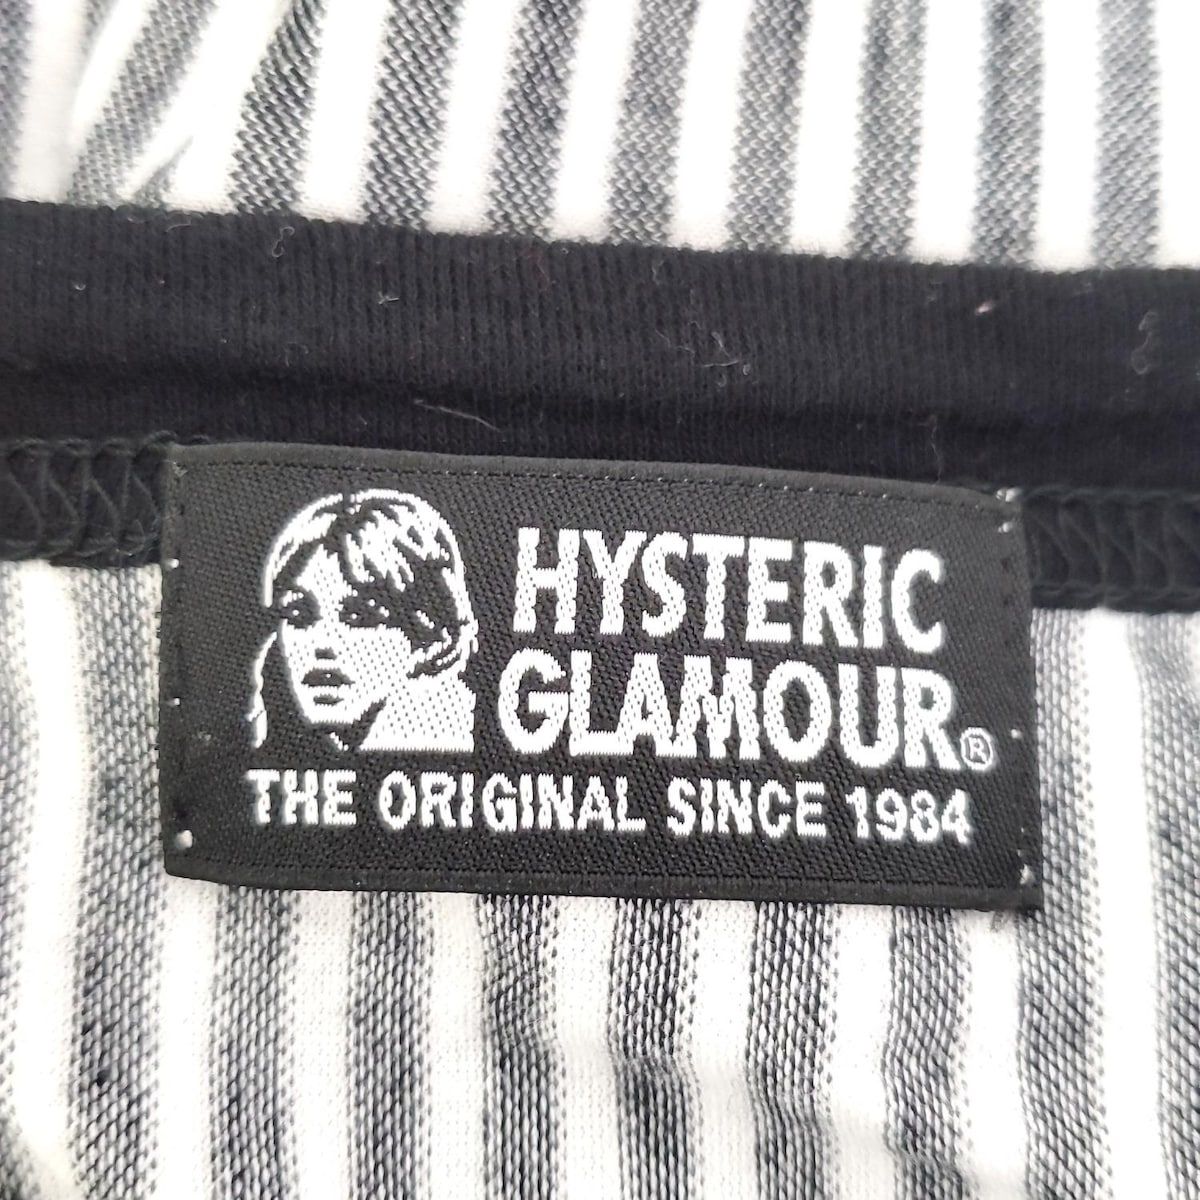 HYSTERIC
GLAMOUR®
THE ORIGINAL SINCE 1984